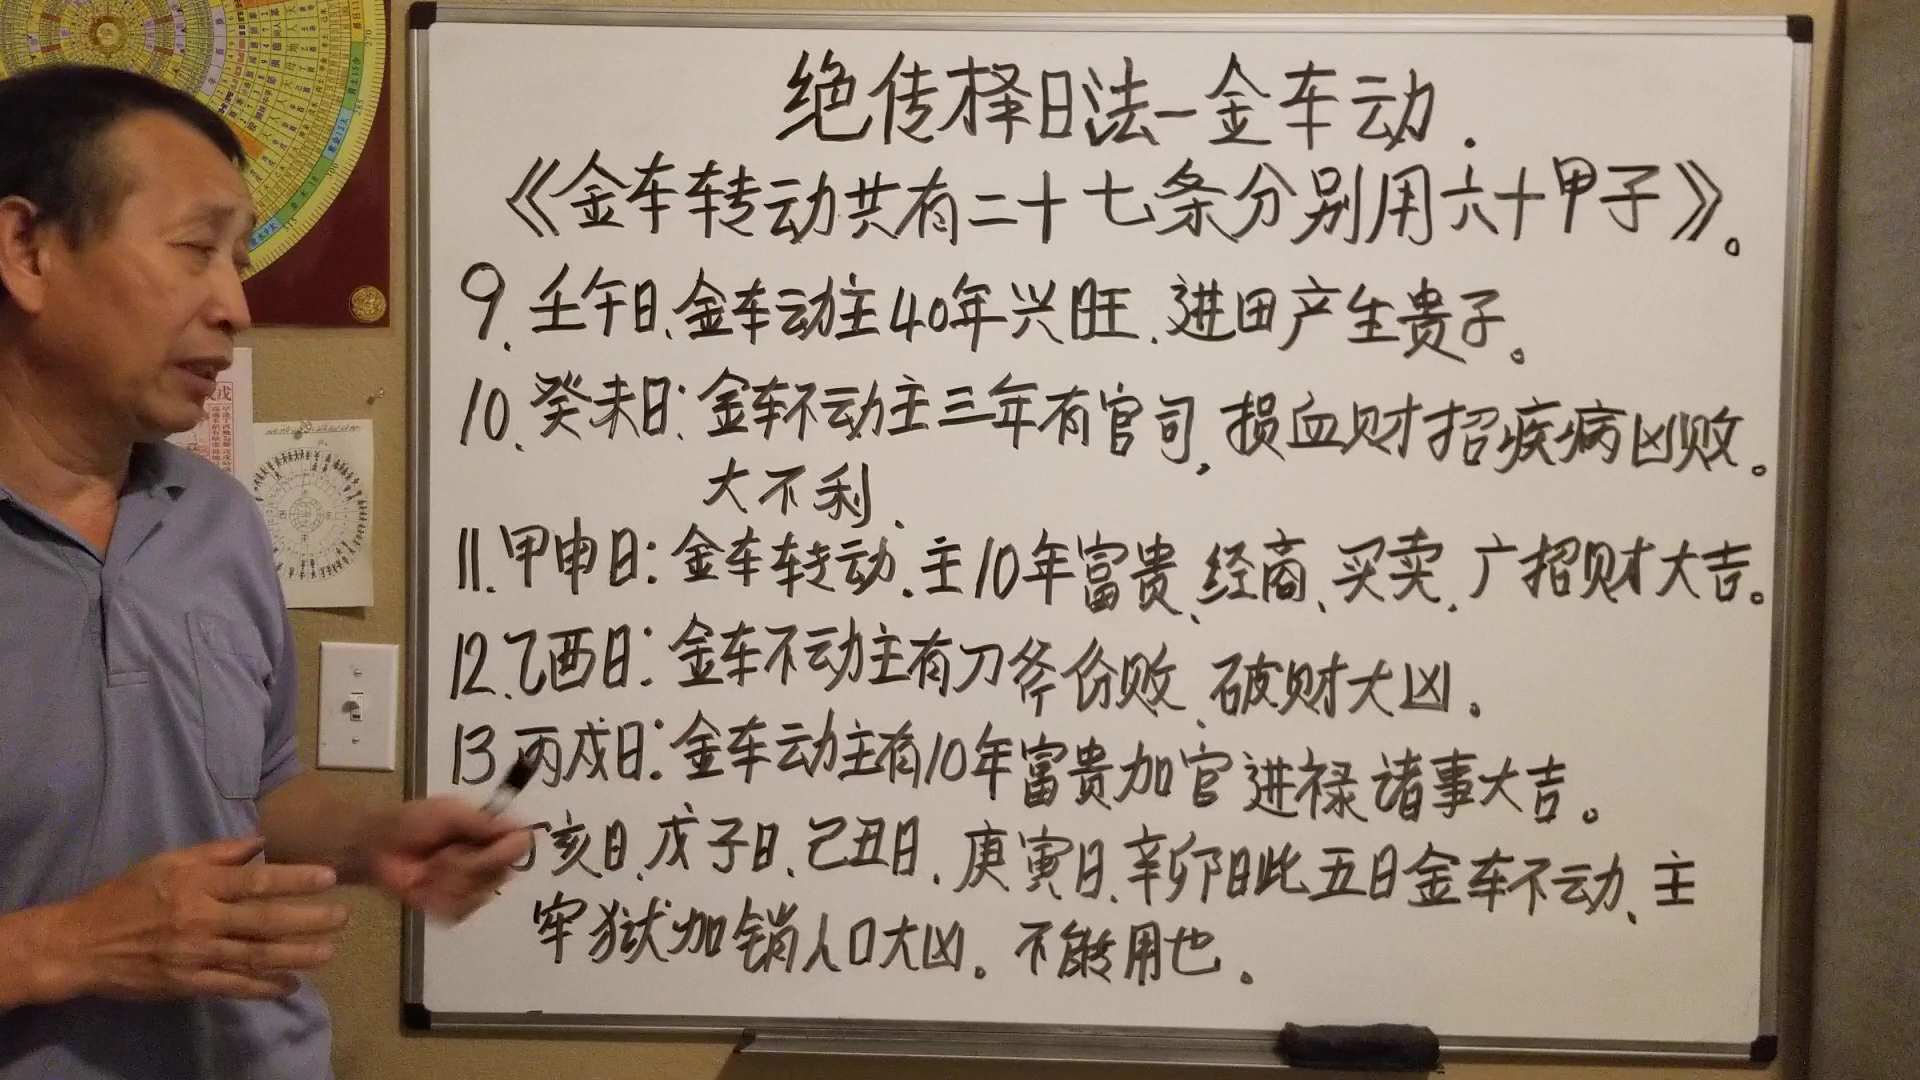 绝传择日法-金车动.
《金车转动共有二十七条分别用六十甲子》。
9.壬午日.金车动主40年兴旺.进田产生贵子。
10.癸未日:金车不动主三年有官司,损血财招疾病凶败。
大不利.
11.甲申日:金车转动.主10年富贵、经商、买卖.广招财大吉。
12.乙酉日:金车不动主有刀斧份败.破财大凶.
13.丙戌日:金车动主有10年富贵加官进禄诸事大吉。
丁亥日.戊子日.己丑日.庚寅日.辛卯日此五日金车不动、主
牢狱加销人口大凶。不能用也.